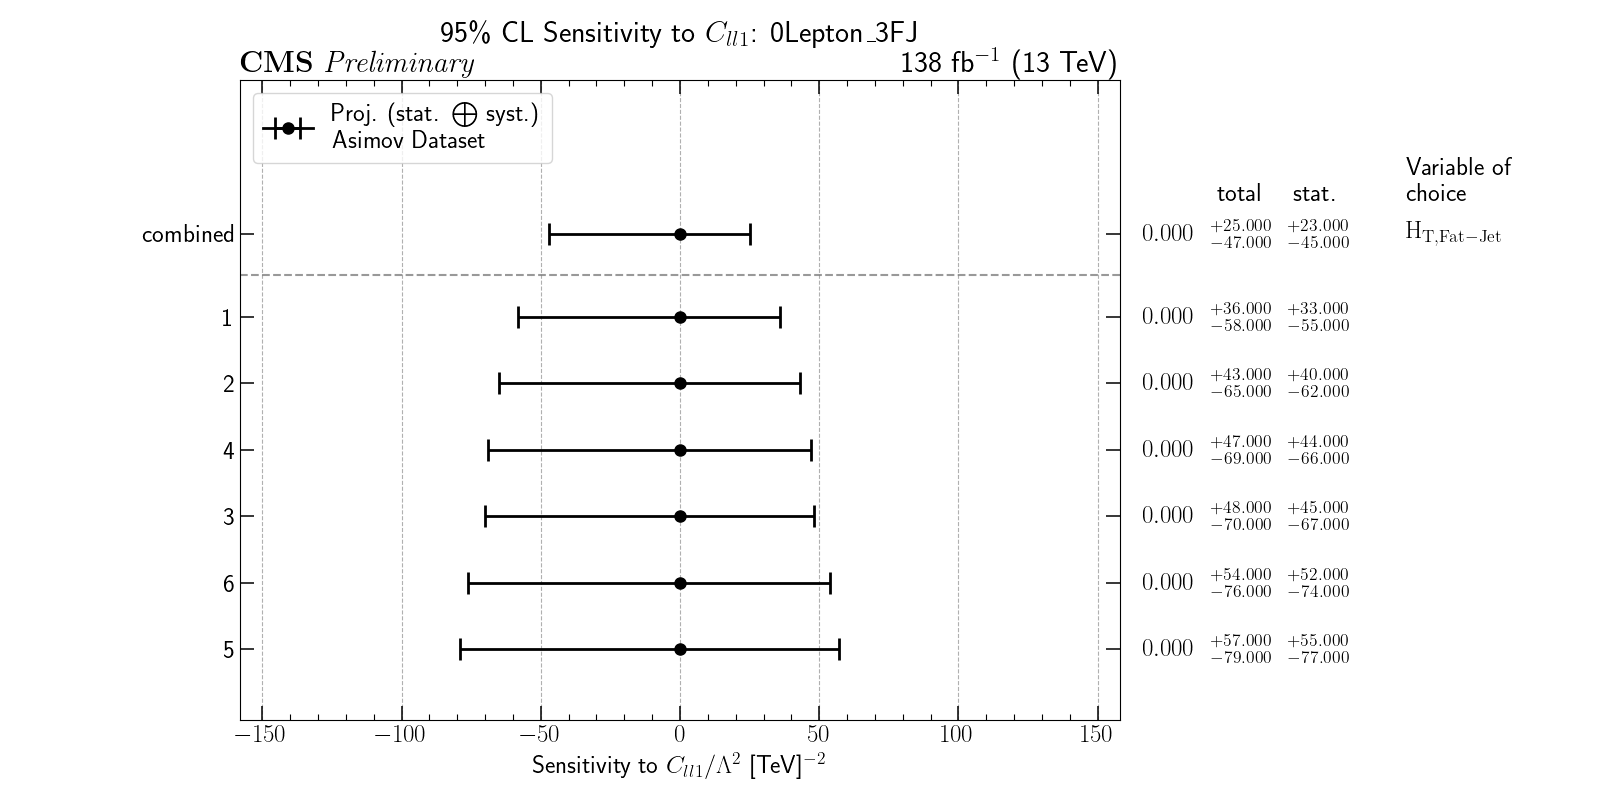 95% CL Sensitivity to C_{ll1}: 0Lepton_3FJ
CMS Preliminary 138 fb^{-1} (13 TeV)
Proj. (stat. ⊕ syst.)
Asimov Dataset
Variable of
total stat. choice
combined 0.000 +25.000 −47.000 +23.000 −45.000 H_{T,Fat−Jet}
1 0.000 +36.000 −58.000 +33.000 −55.000
2 0.000 +43.000 −65.000 +40.000 −62.000
4 0.000 +47.000 −69.000 +44.000 −66.000
3 0.000 +48.000 −70.000 +45.000 −67.000
6 0.000 +54.000 −76.000 +52.000 −74.000
5 0.000 +57.000 −79.000 +55.000 −77.000
−150 −100 −50 0 50 100 150
Sensitivity to C_{ll1}/Λ^2 [TeV]^{−2}